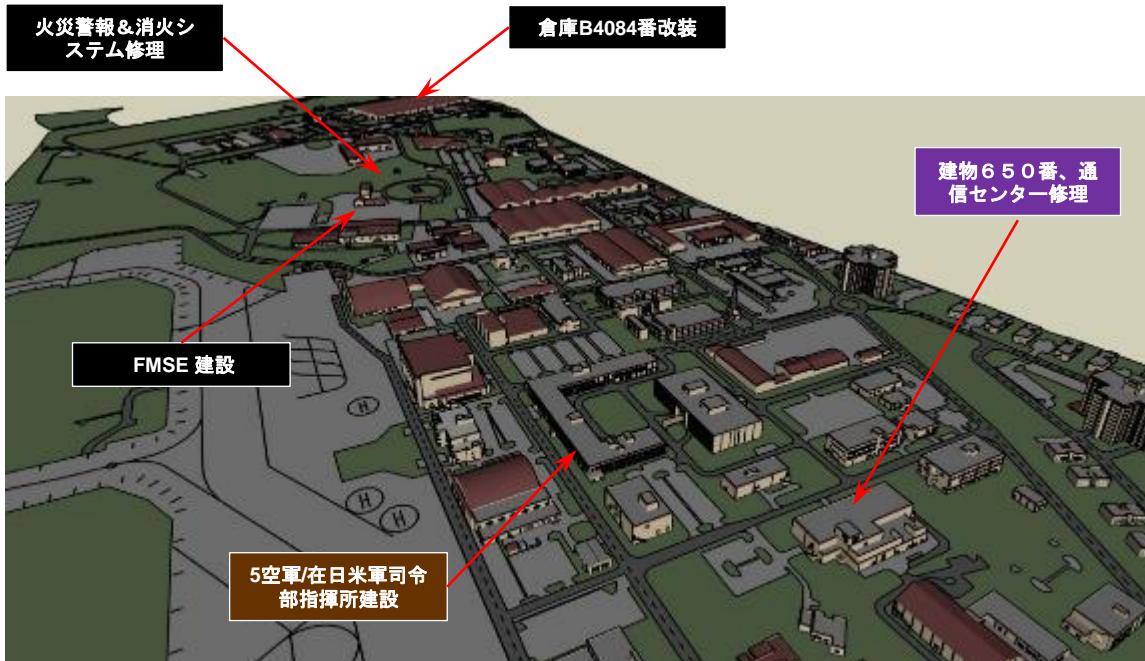 火災警報&消火シ
ステム修理
倉庫B4084番改装
建物６５０番、通
信センター修理
FMSE 建設
H
H
H
5空軍/在日米軍司令
部指揮所建設